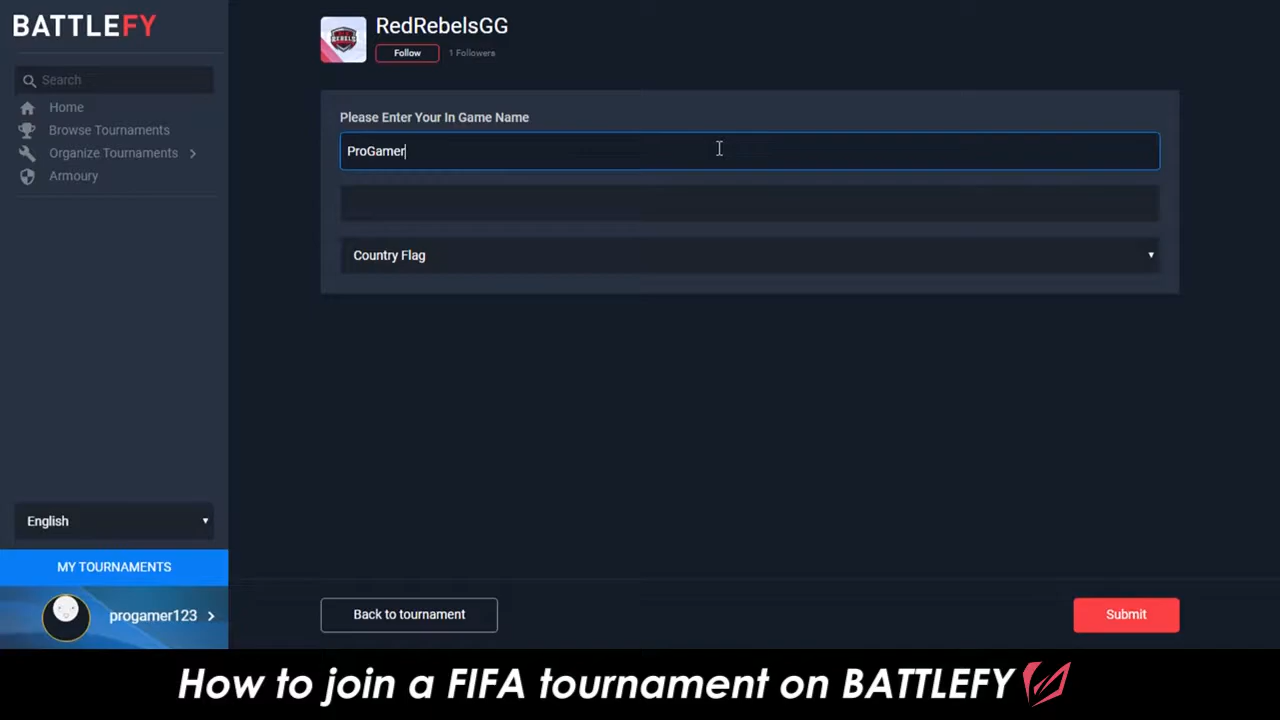 BATTLEFY
Search
Home
Browse Tournaments
Organize Tournaments
Armoury
English
MY TOURNAMENTS
progamer123
RedRebelsGG
Follow
1 Followers
Please Enter Your In Game Name
ProGamer
Country Flag
Back to tournament
Submit
How to join a FIFA tournament on BATTLEFY